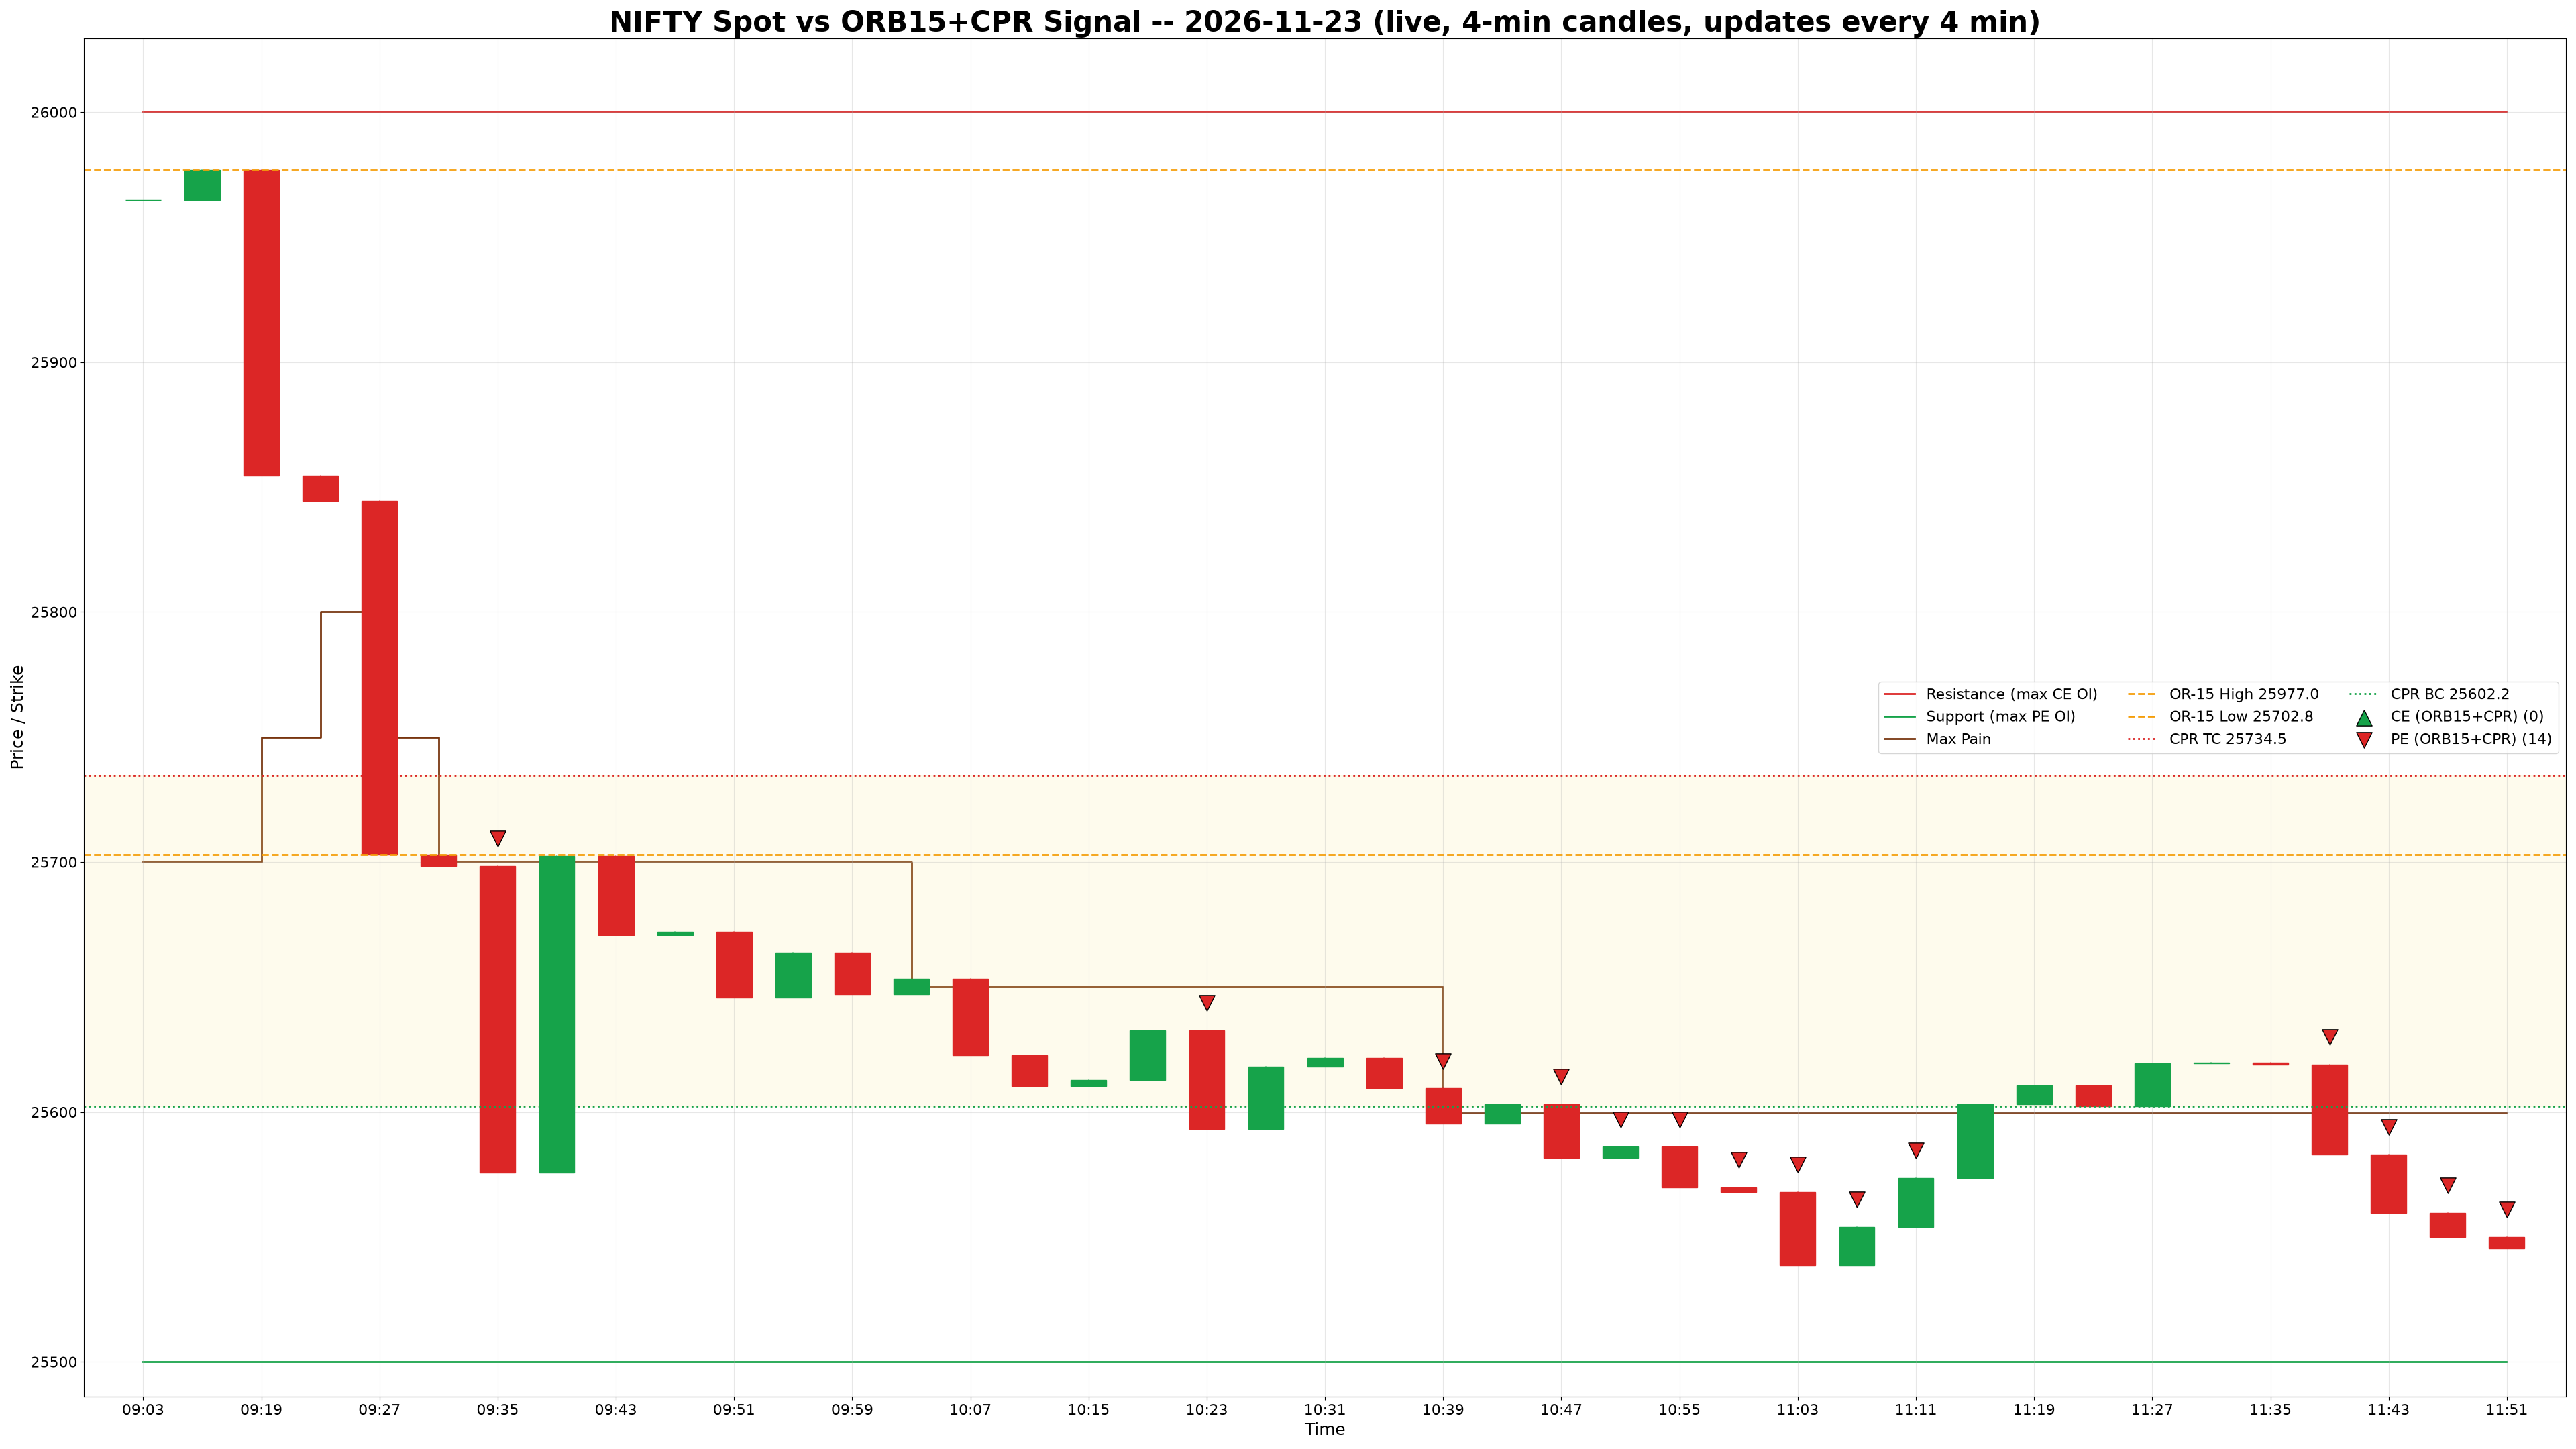 NIFTY Spot vs ORB15+CPR Signal -- 2026-11-23 (live, 4-min candles, updates every 4 min)
Price / Strike
26000
25900
25800
25700
25600
25500
Resistance (max CE OI)
Support (max PE OI)
Max Pain
OR-15 High 25977.0
OR-15 Low 25702.8
CPR TC 25734.5
CPR BC 25602.2
CE (ORB15+CPR) (0)
PE (ORB15+CPR) (14)
09:03 09:19 09:27 09:35 09:43 09:51 09:59 10:07 10:15 10:23 10:31 10:39 10:47 10:55 11:03 11:11 11:19 11:27 11:35 11:43 11:51
Time